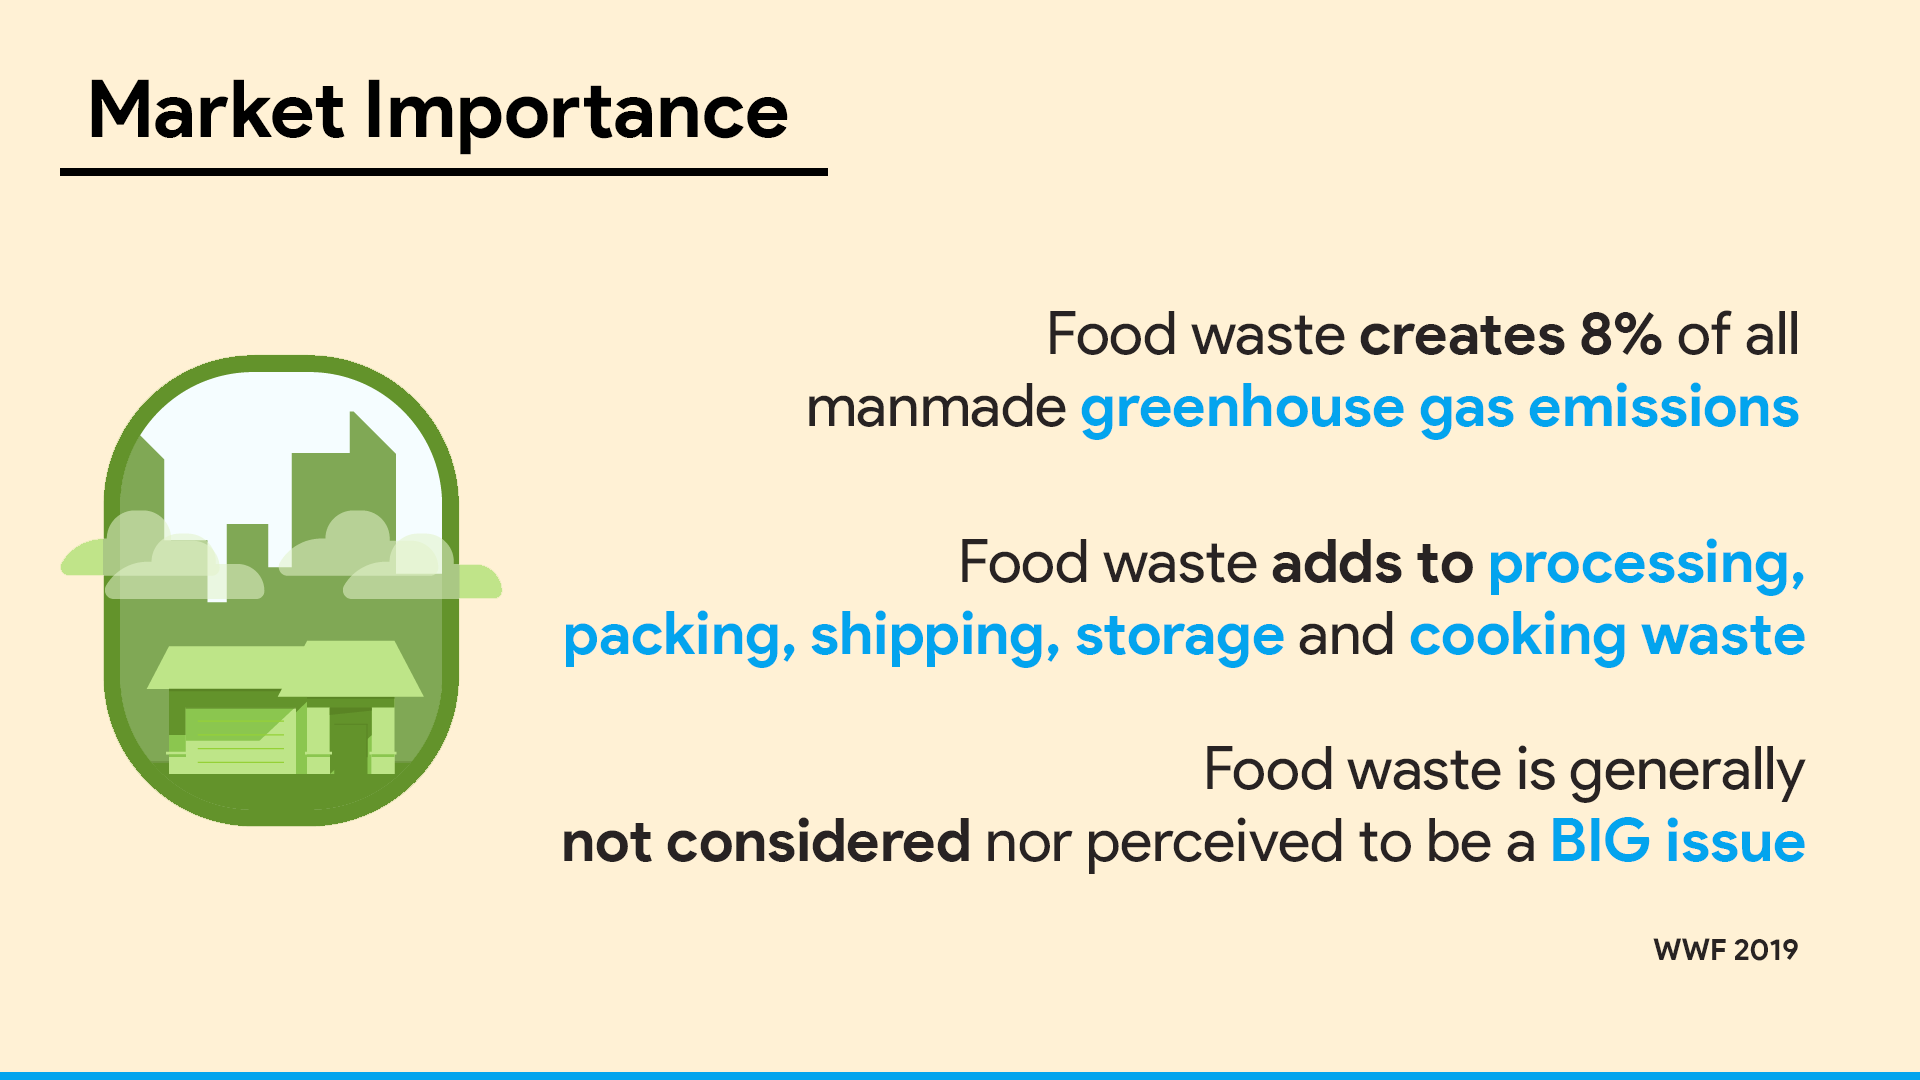 Market Importance
Food waste creates 8% of all
manmade greenhouse gas emissions
Food waste adds to processing,
packing, shipping, storage and cooking waste
Food waste is generally
not considered nor perceived to be a BIG issue
WWF 2019